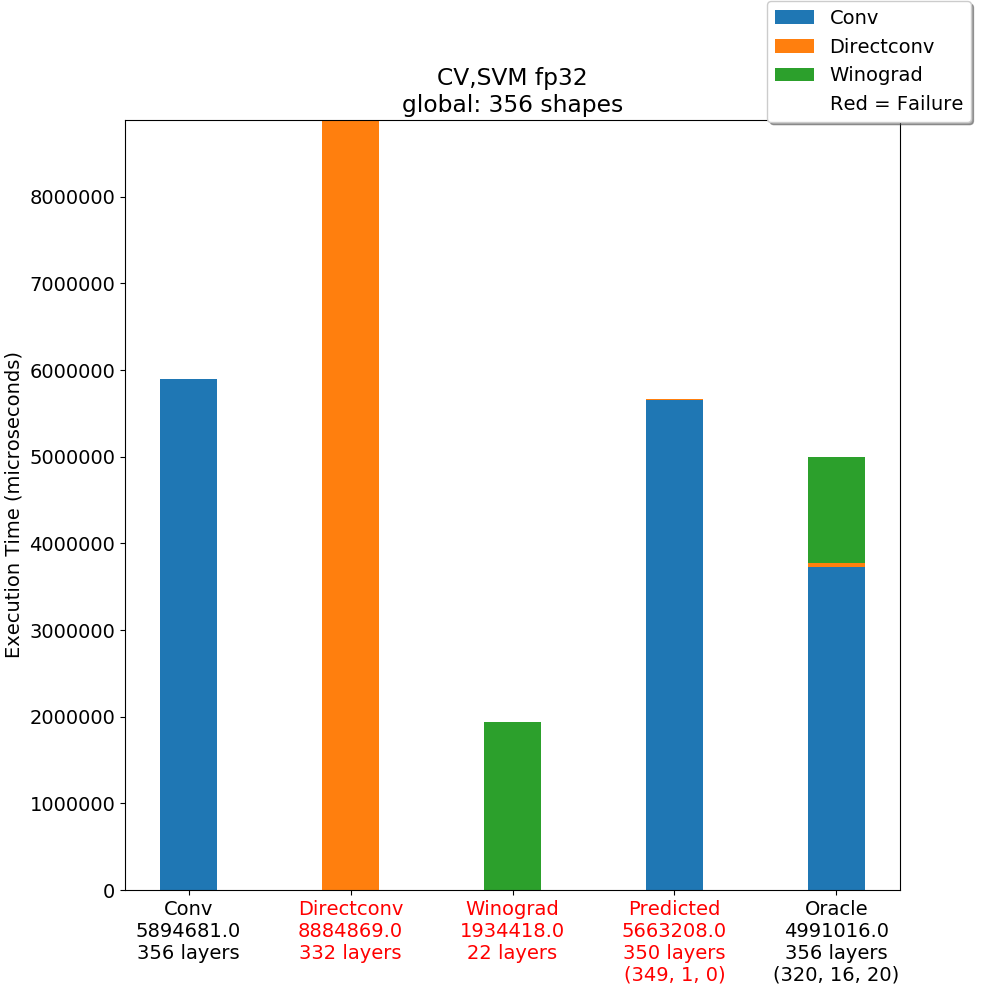 Conv
Directconv
Winograd
Red = Failure
CV,SVM fp32
global: 356 shapes
Execution Time (microseconds)
8000000
7000000
6000000
5000000
4000000
3000000
2000000
1000000
0
Conv
5894681.0
356 layers
Directconv
8884869.0
332 layers
Winograd
1934418.0
22 layers
Predicted
5663208.0
350 layers
(349, 1, 0)
Oracle
4991016.0
356 layers
(320, 16, 20)